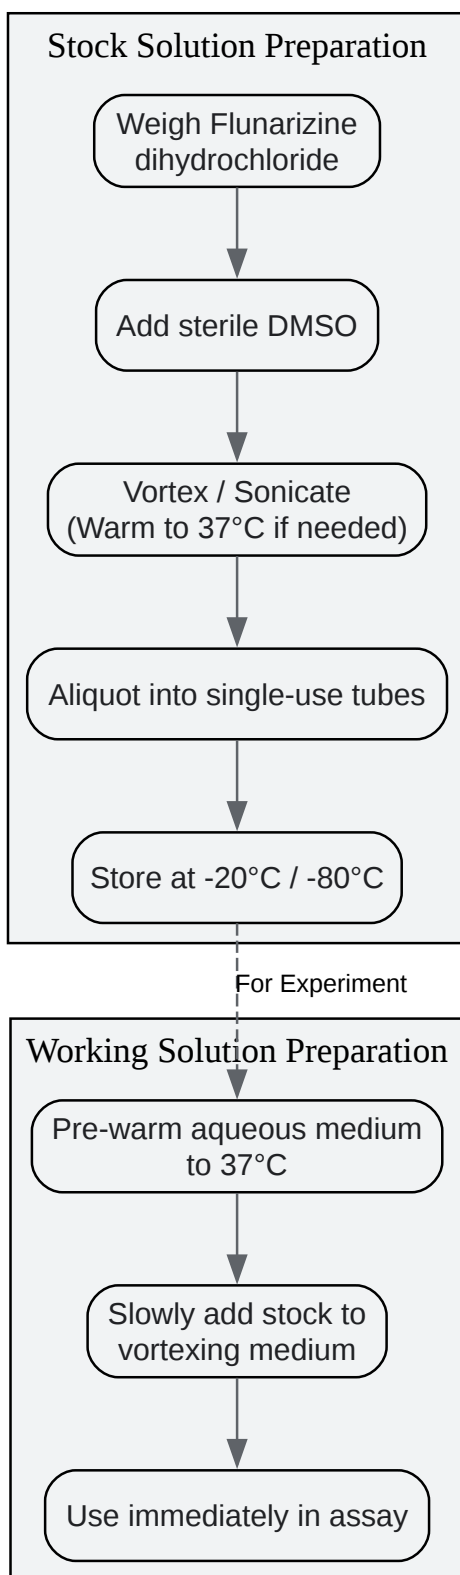 Stock Solution Preparation
Weigh Flunarizine
dihydrochloride
Add sterile DMSO
Vortex / Sonicate
(Warm to 37°C if needed)
Aliquot into single-use tubes
Store at -20°C / -80°C
For Experiment
Working Solution Preparation
Pre-warm aqueous medium
to 37°C
Slowly add stock to
vortexing medium
Use immediately in assay